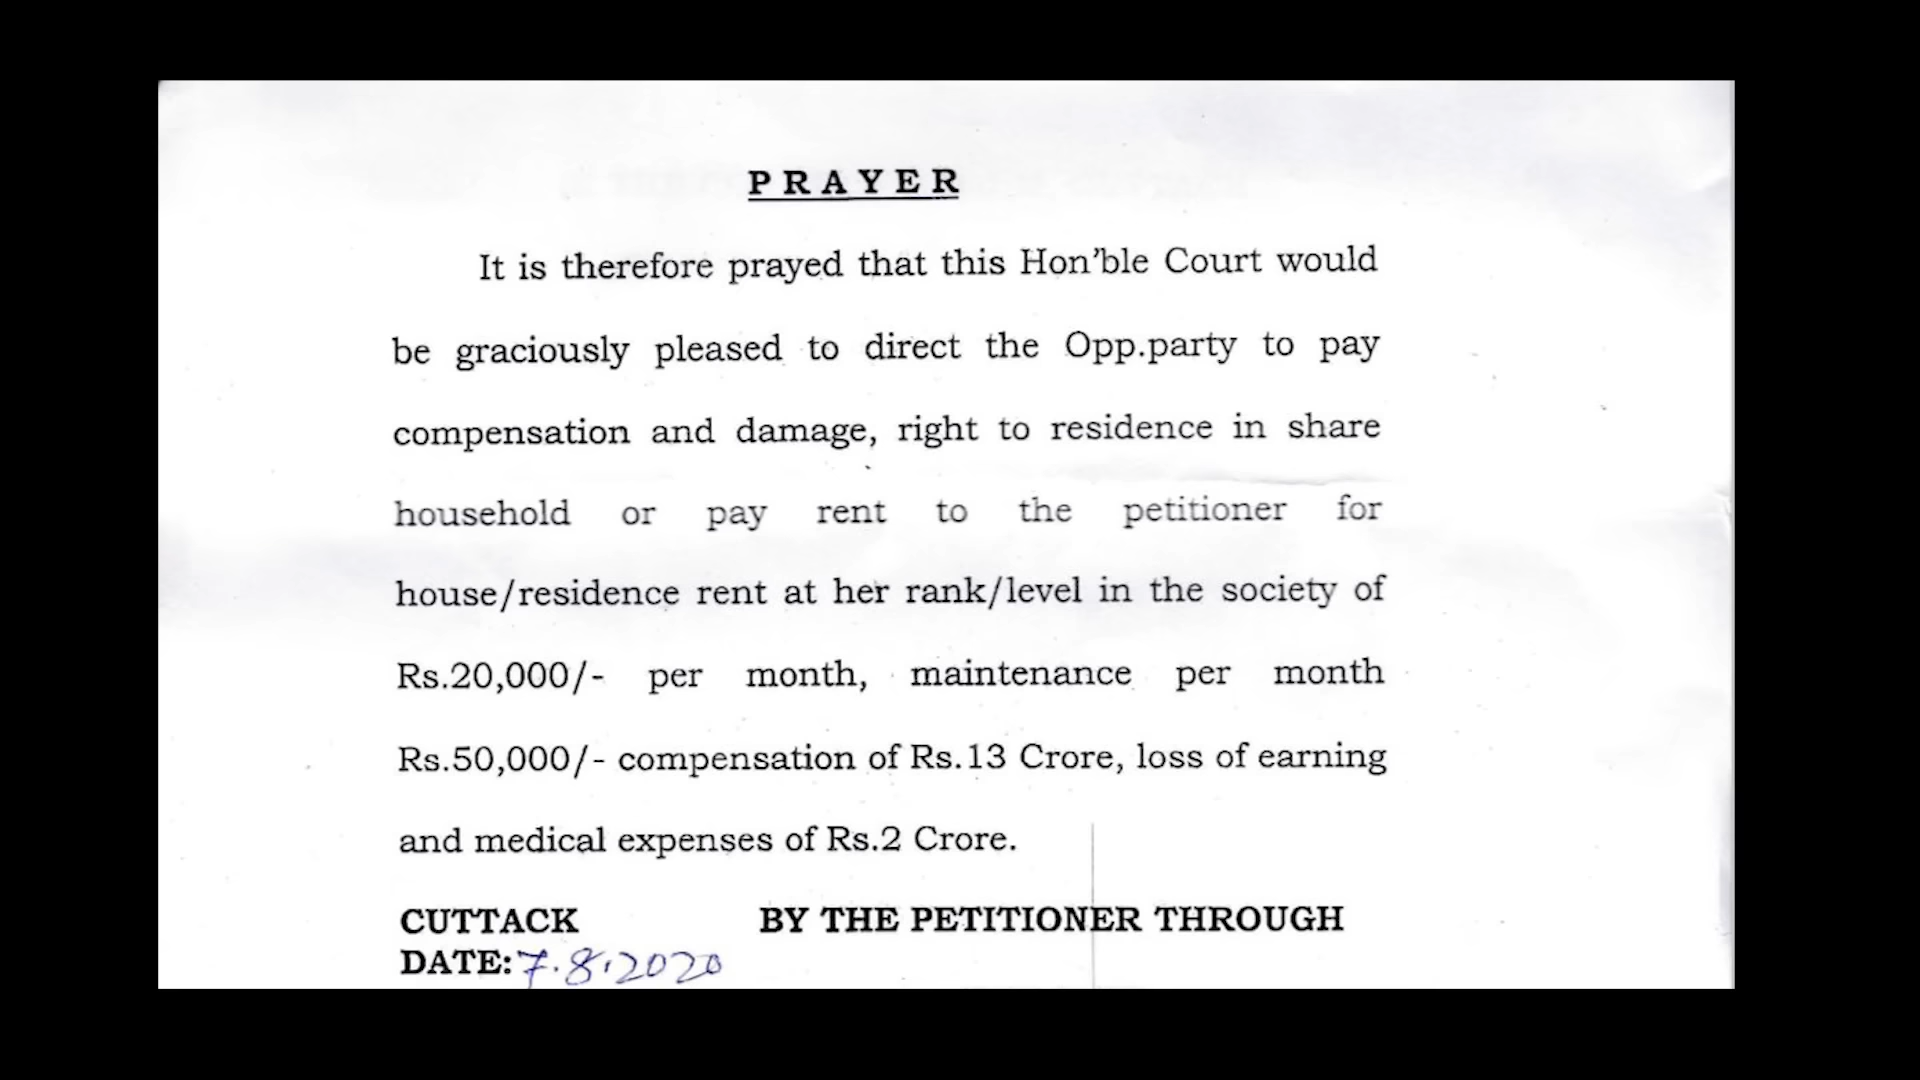 PRAYER
It is therefore prayed that this Hon'ble Court would
be graciously pleased to direct the Opp.party to pay
compensation and damage, right to residence in share
household or pay rent to the petitioner for
house/residence rent at her rank/level in the society of
Rs.20,000/- per month, maintenance per month
Rs.50,000/- compensation of Rs.13 Crore, loss of earning
and medical expenses of Rs.2 Crore.
CUTTACK BY THE PETITIONER THROUGH
DATE:7.8.2020